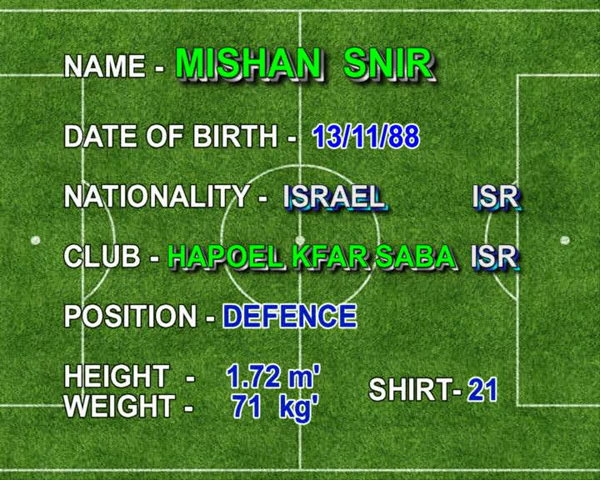 NAME - MISHAN SNIR
DATE OF BIRTH - 13/11/88
NATIONALITY - ISRAEL ISR
CLUB - HAPOEL KFAR SABA ISR
POSITION - DEFENCE
HEIGHT - 1.72 m'
WEIGHT - 71 kg'
SHIRT- 21